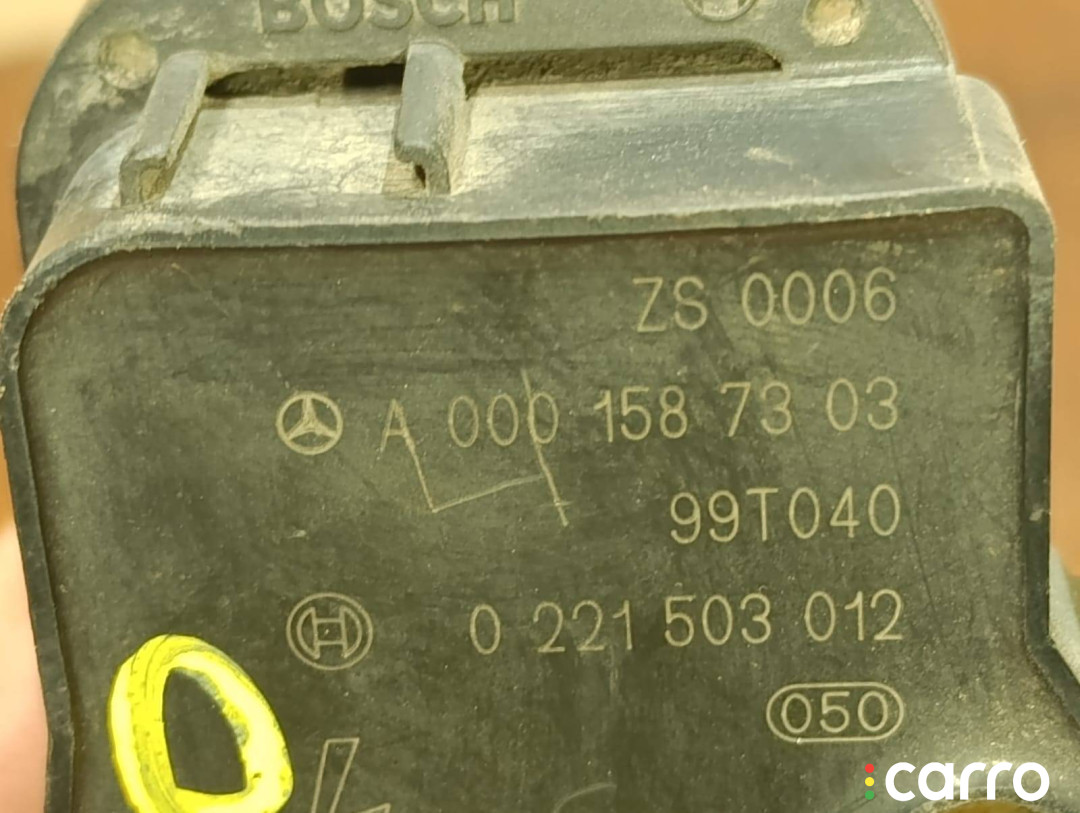 BOSCH
ZS 0006
A 000 158 73 03
99T040
0 221 503 012
050
carro